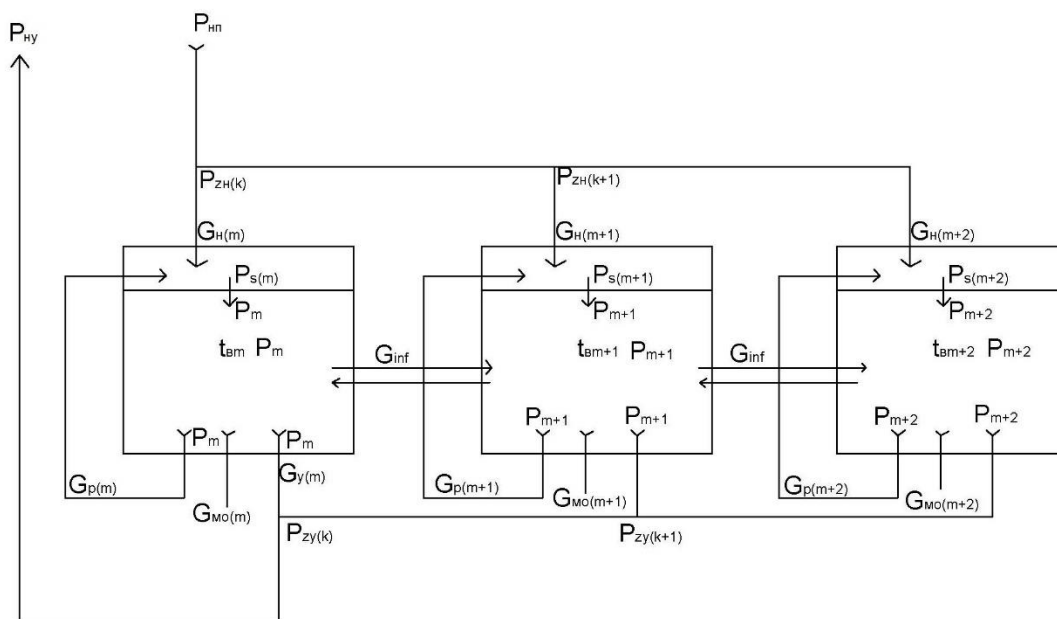 Pну
Pнп
Pzн(k)
Pzн(k+1)
Gн(m)
Gн(m+1)
Gн(m+2)
Ps(m)
Ps(m+1)
Ps(m+2)
Pm
Pm+1
Pm+2
tвm Pm
Ginf
tвm+1 Pm+1
Ginf
tвm+2 Pm+2
Pm
Pm
Pm+1
Pm+1
Pm+2
Pm+2
Gy(m)
Gp(m)
Gмо(m)
Gp(m+1)
Gмо(m+1)
Gp(m+2)
Gмо(m+2)
Pzy(k)
Pzy(k+1)